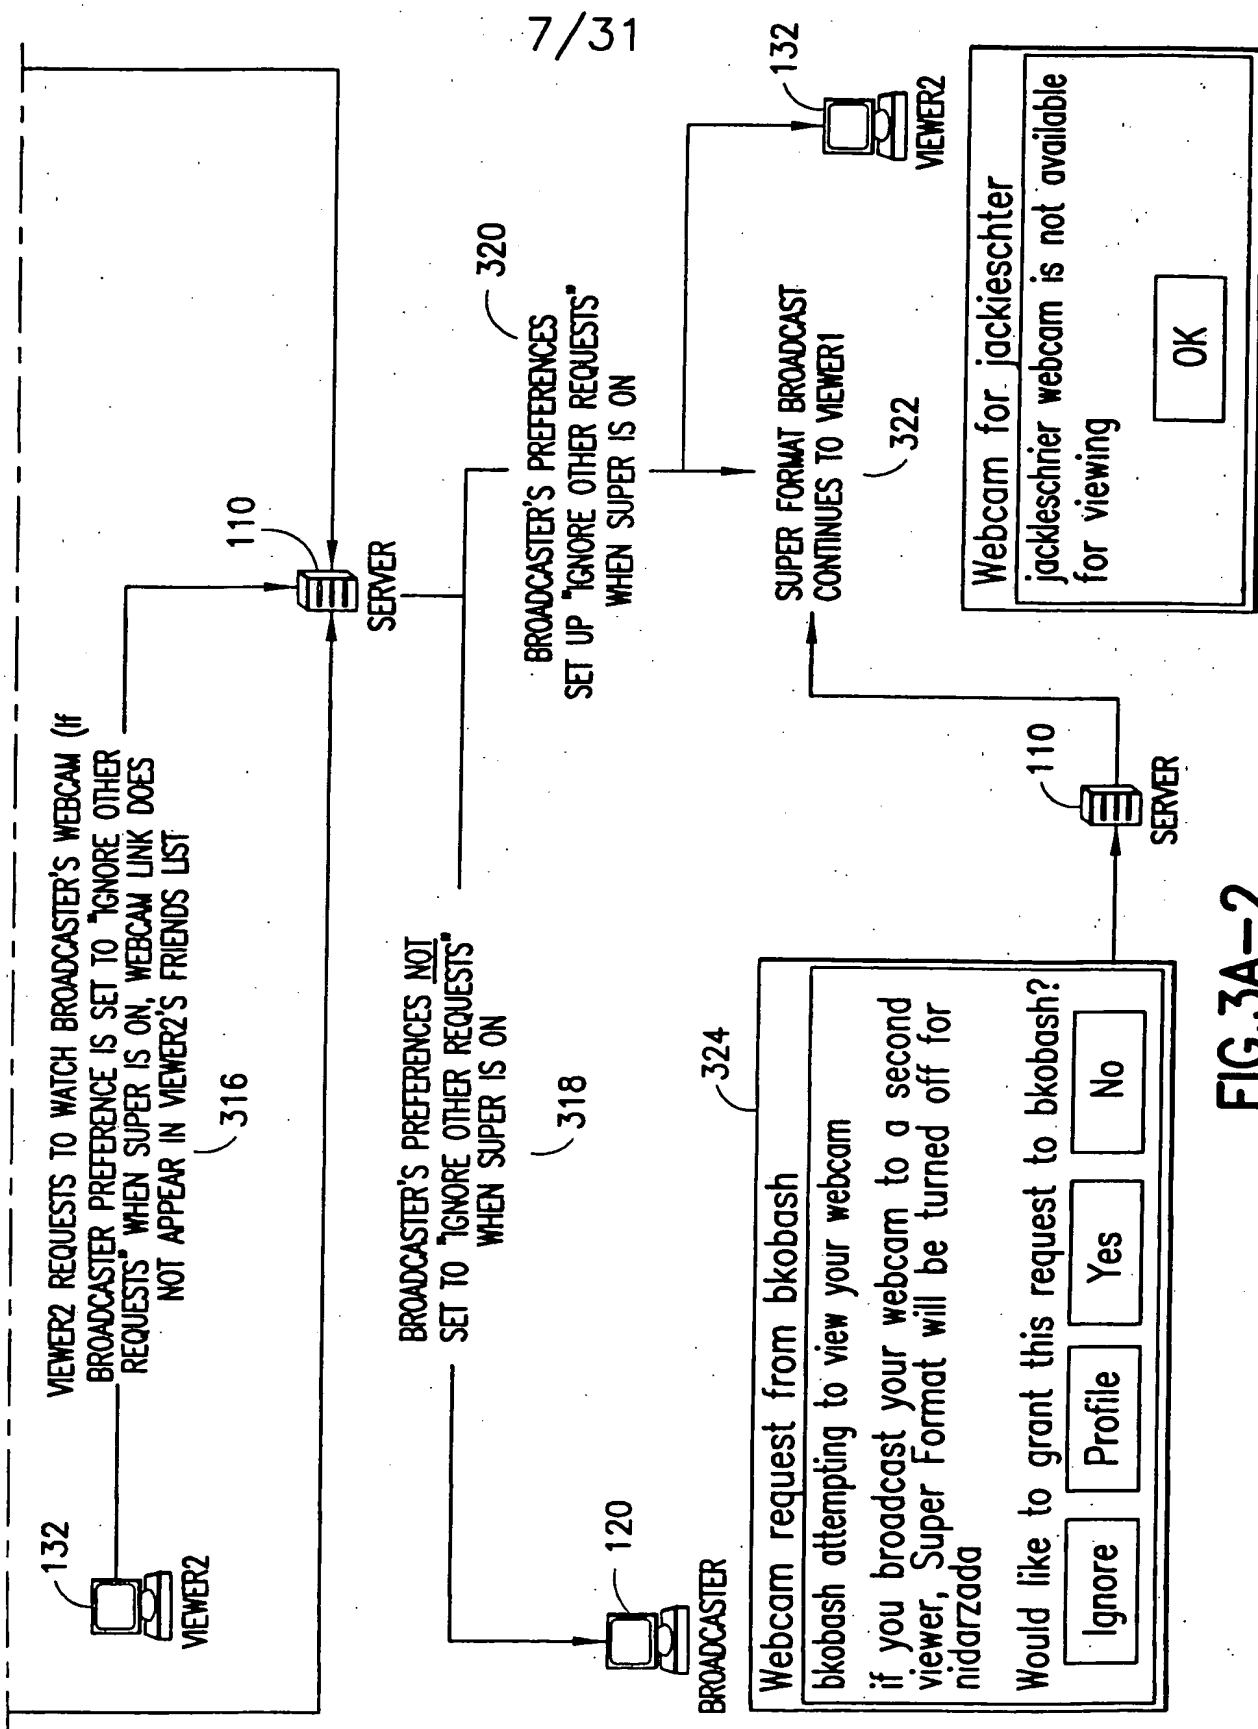 7/31
132
VIEWER2
VIEWER2 REQUESTS TO WATCH BROADCASTER'S WEBCAM (If
BROADCASTER PREFERENCE IS SET TO "IGNORE OTHER
REQUESTS" WHEN SUPER IS ON, WEBCAM LINK DOES
NOT APPEAR IN VIEWER2'S FRIENDS LIST
316
110
SERVER
BROADCASTER'S PREFERENCES NOT
SET TO "IGNORE OTHER REQUESTS"
WHEN SUPER IS ON
318
BROADCASTER'S PREFERENCES
SET UP "IGNORE OTHER REQUESTS"
WHEN SUPER IS ON
320
120
BROADCASTER
132
VIEWER2
SUPER FORMAT BROADCAST
CONTINUES TO VIEWER1
322
324
Webcam request from bkobash
bkobash attempting to view your webcam
if you broadcast your webcam to a second
viewer, Super Format will be turned off for
nidarzada
Would like to grant this request to bkobash?
Ignore
Profile
Yes
No
110
SERVER
Webcam for jackieschter
jackieschrier webcam is not available
for viewing
OK
FIG.3A-2